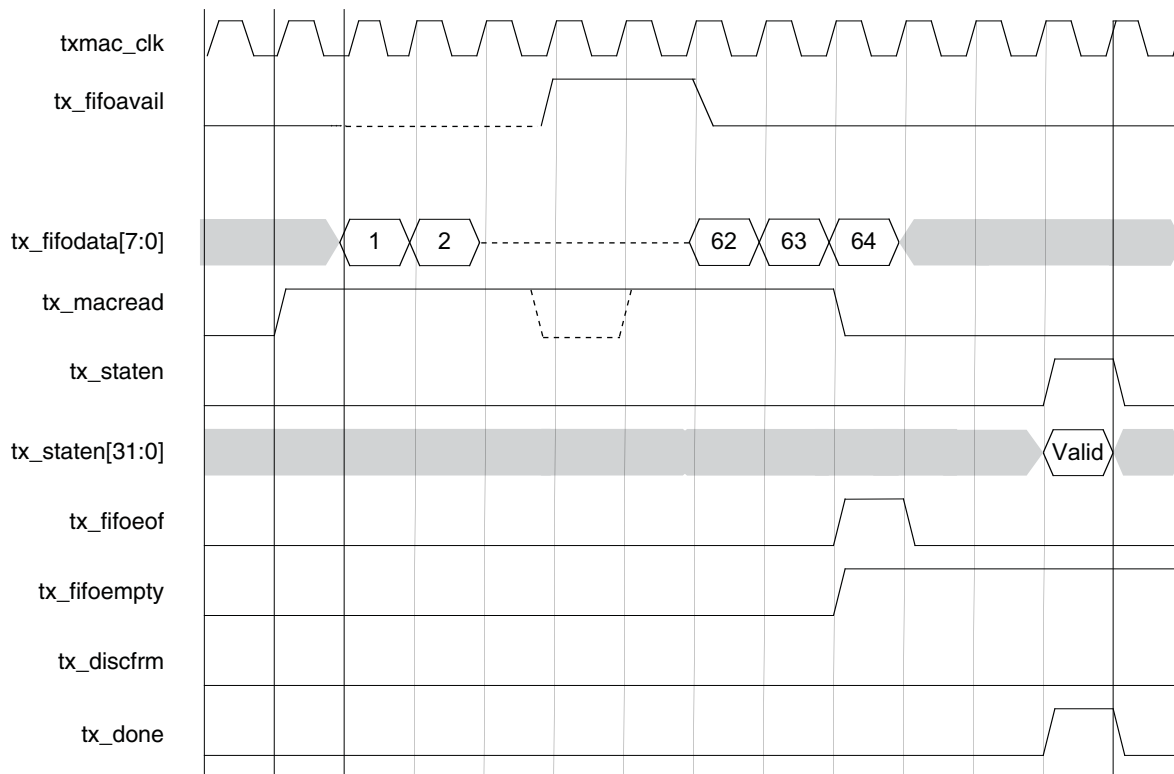 txmac_clk
tx_fifoavail
tx_fifodata[7:0] 1 2 62 63 64
tx_macread
tx_staten
tx_staten[31:0] Valid
tx_fifoeof
tx_fifoempty
tx_discfrm
tx_done